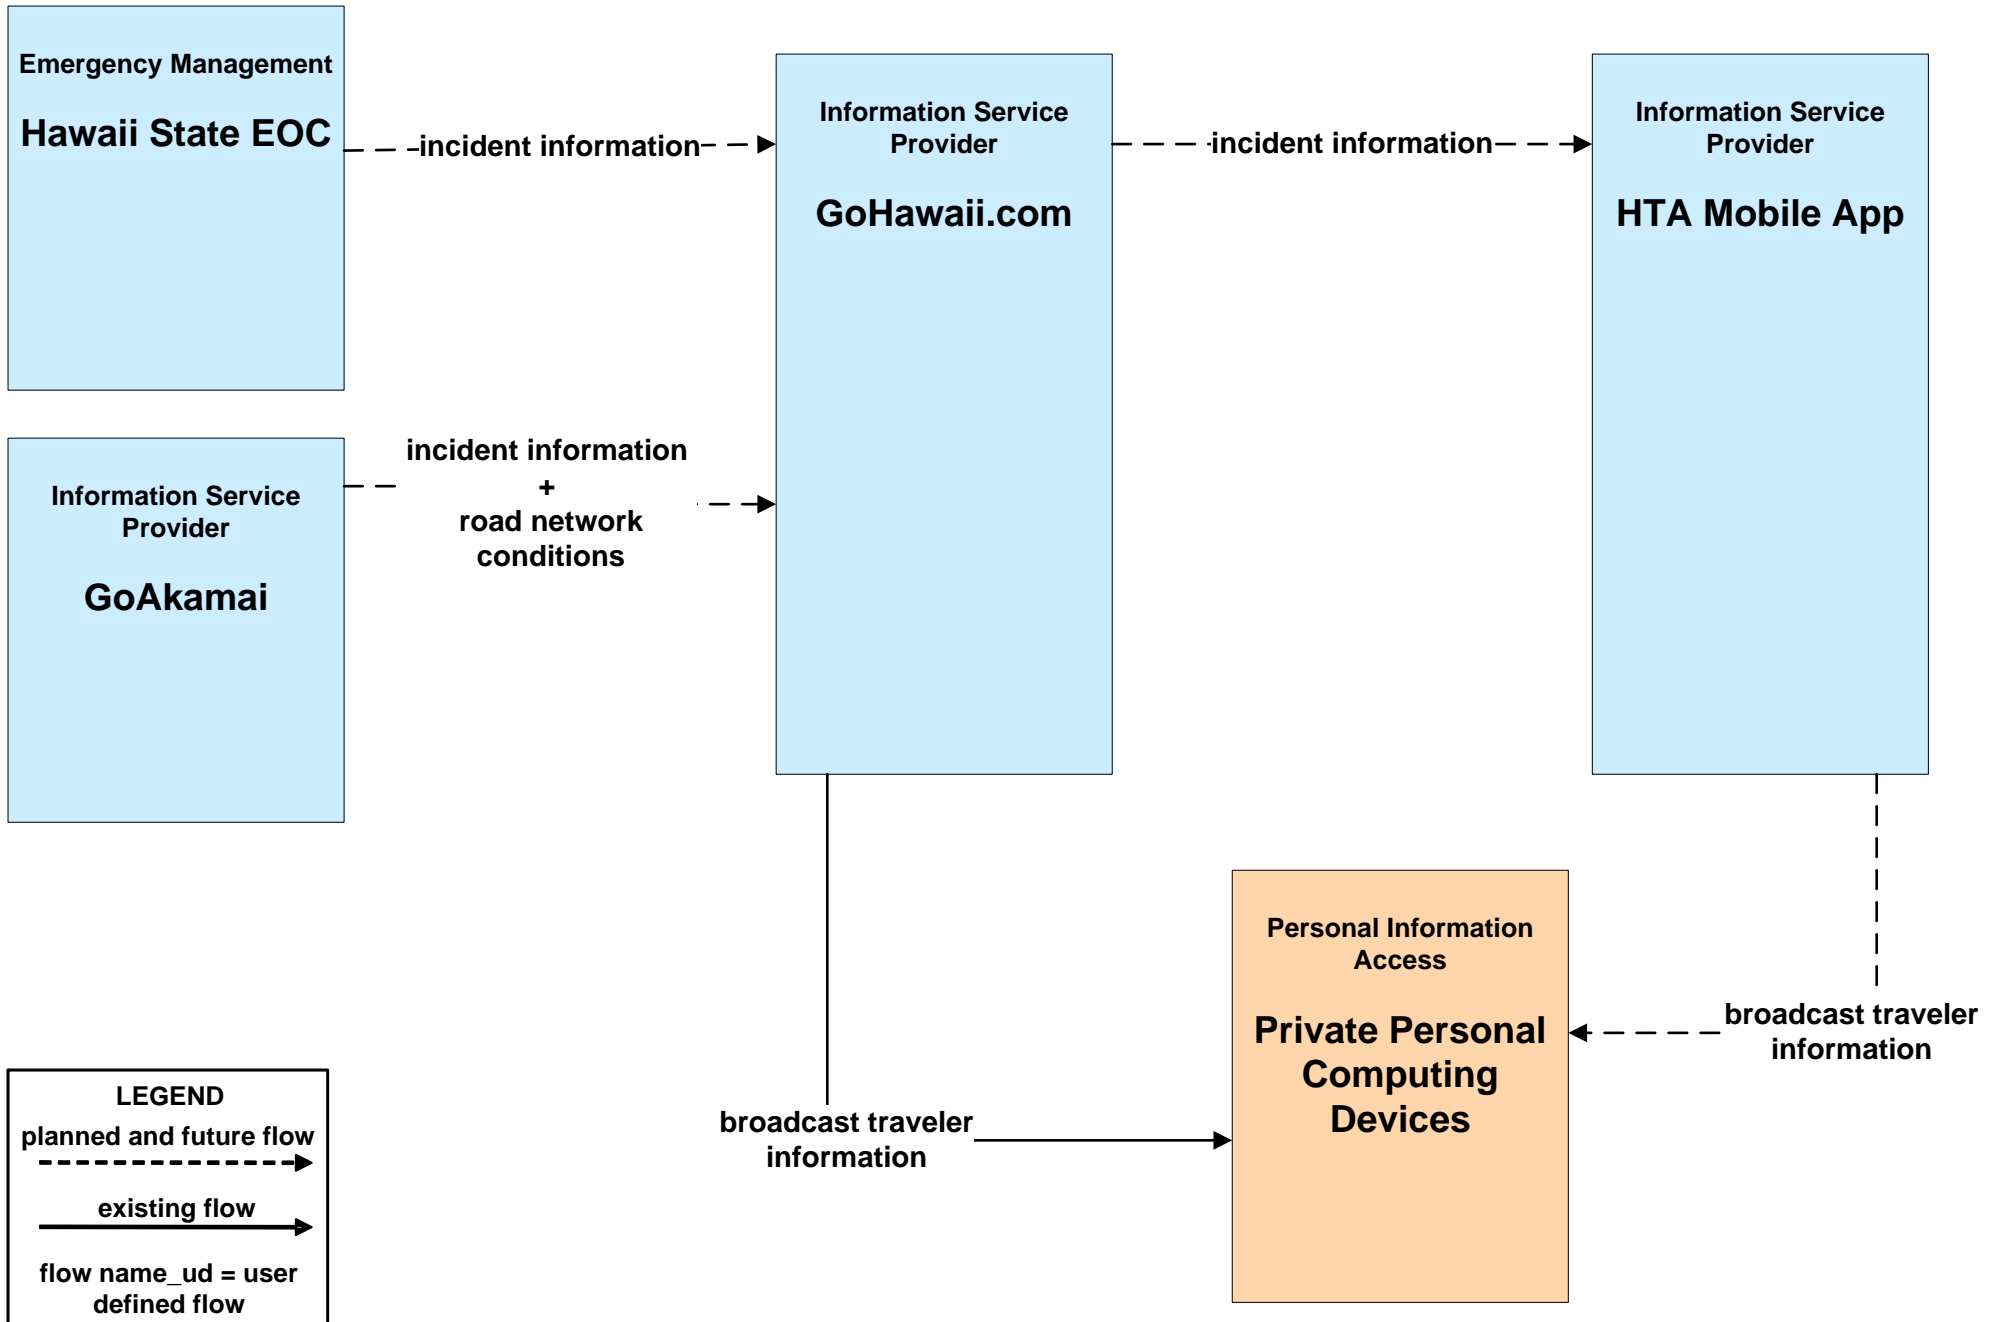 Emergency Management
Hawaii State EOC
incident information
Information Service
Provider
GoHawaii.com
incident information
Information Service
Provider
HTA Mobile App
Information Service
Provider
GoAkamai
incident information
+
road network
conditions
Personal Information
Access
Private Personal
Computing
Devices
broadcast traveler
information
broadcast traveler
information
LEGEND
planned and future flow
existing flow
flow name_ud = user
defined flow